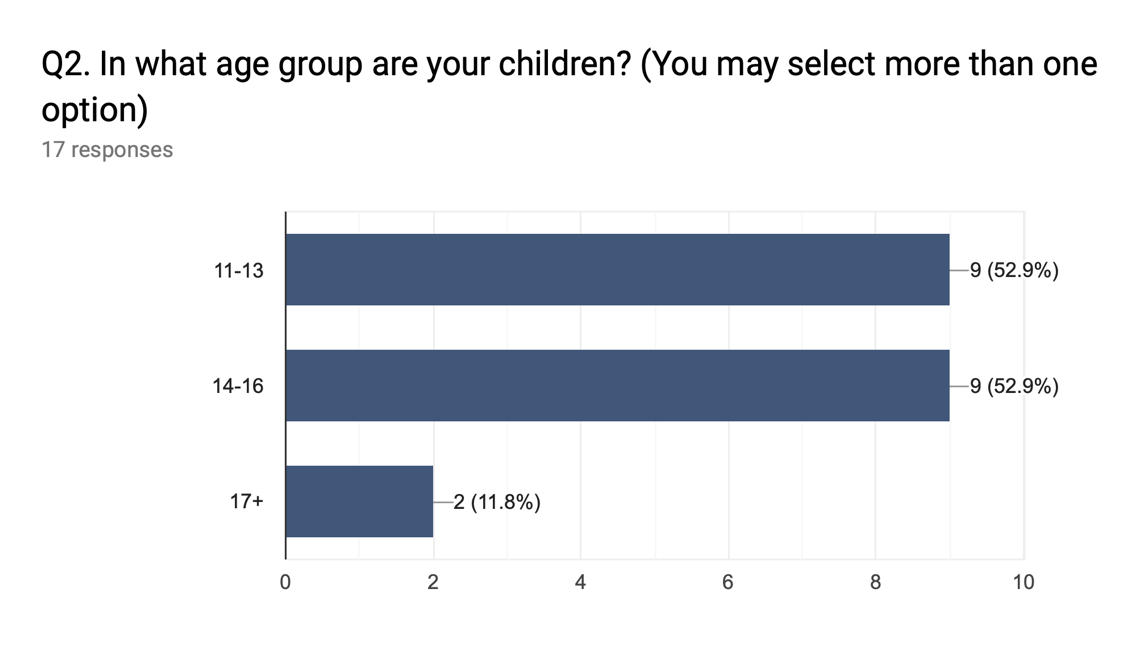 Q2. In what age group are your children? (You may select more than one
option)
17 responses
11-13
9 (52.9%)
14-16
9 (52.9%)
17+
2 (11.8%)
0 2 4 6 8 10